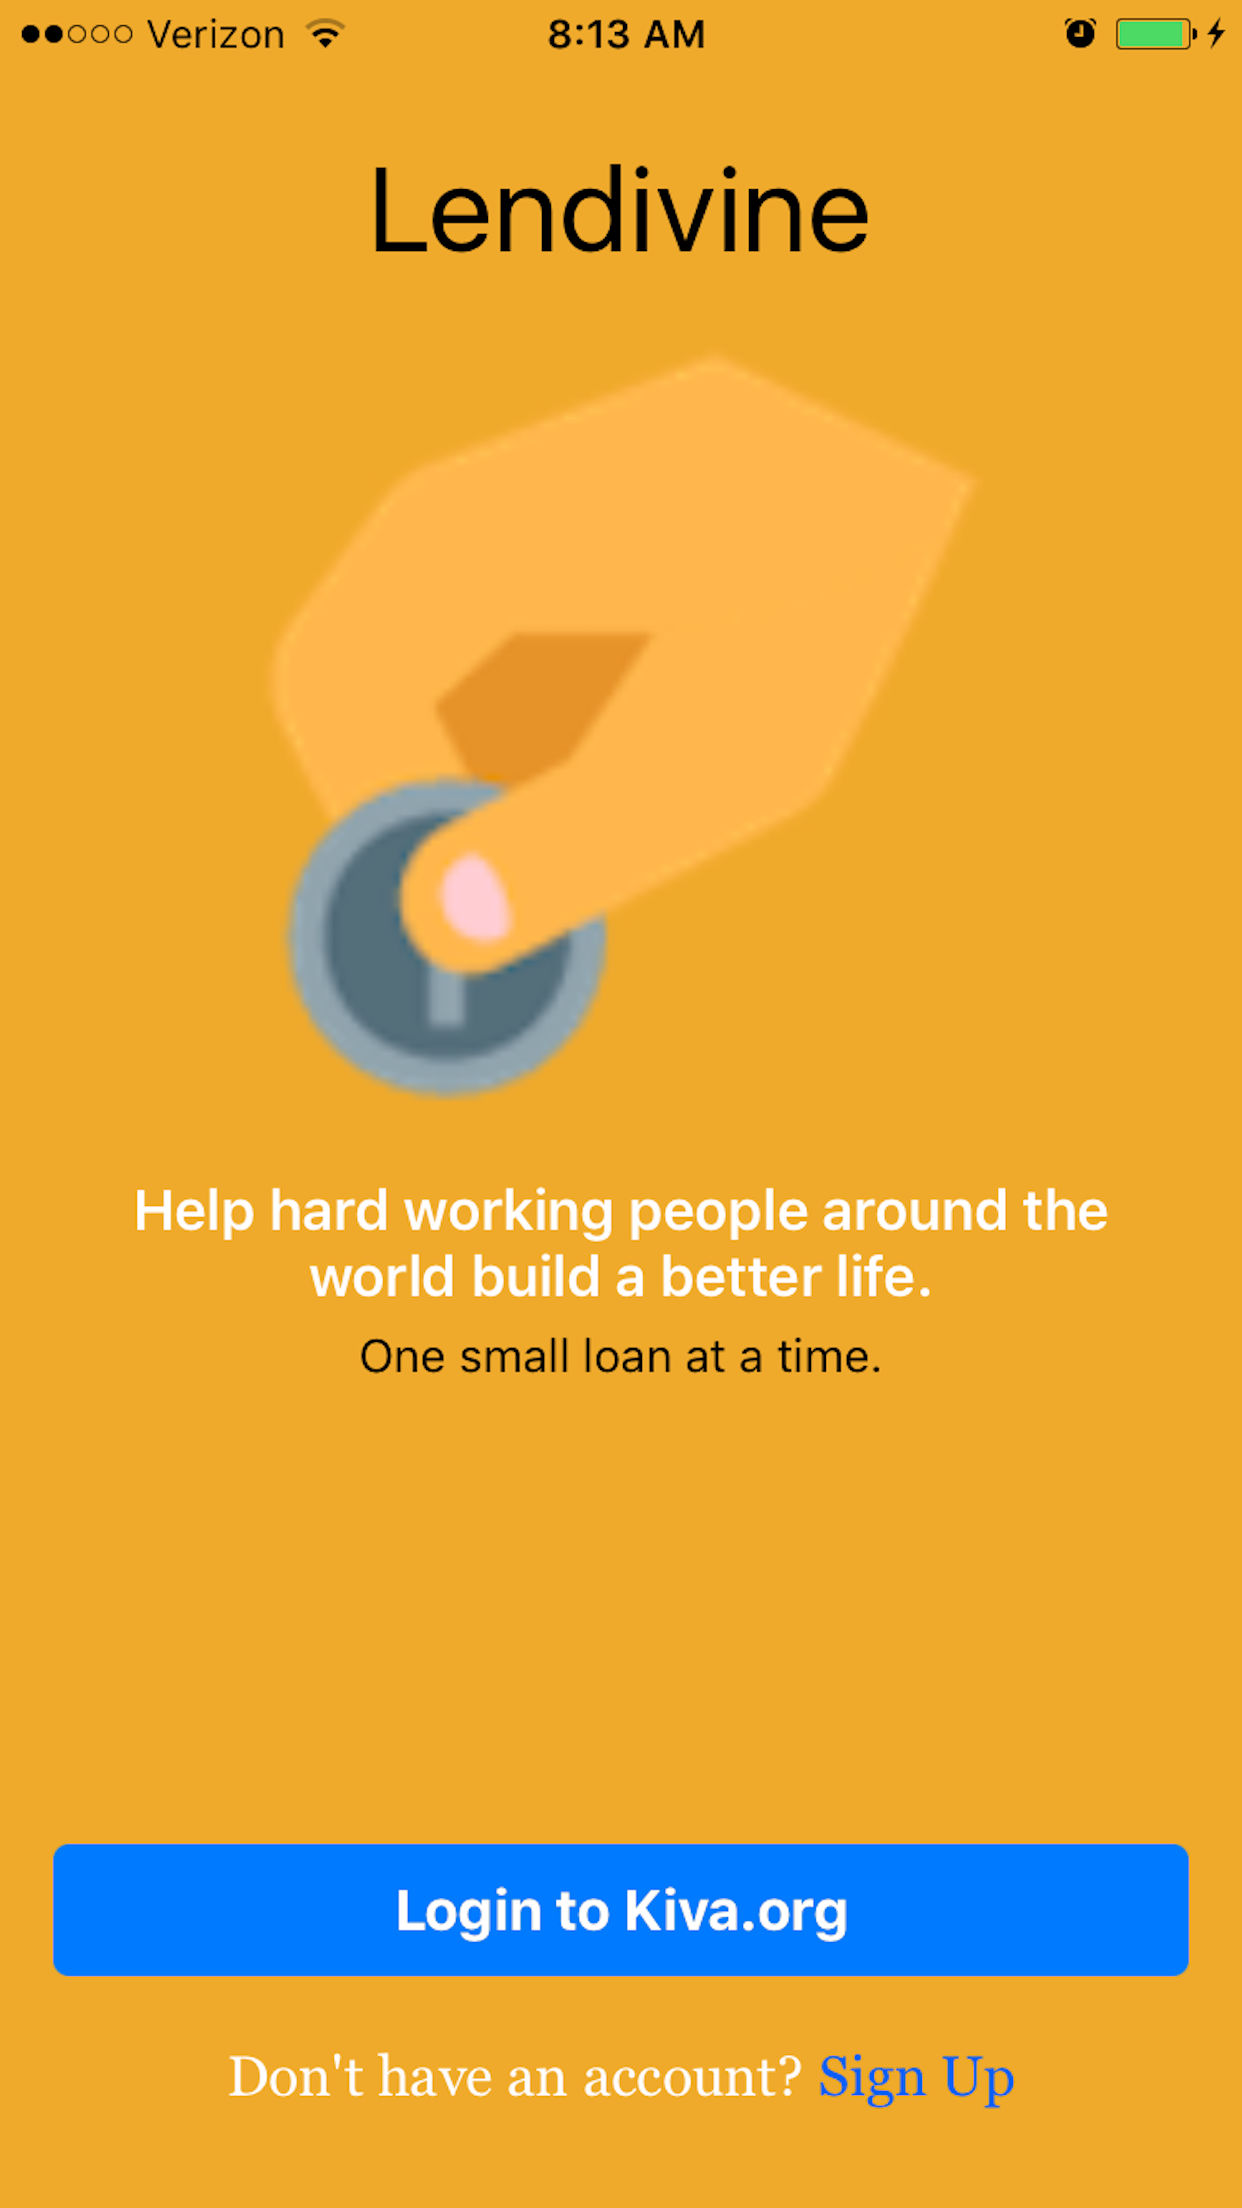 Verizon 8:13 AM
Lendivine
Help hard working people around the
world build a better life.
One small loan at a time.
Login to Kiva.org
Don't have an account? Sign Up